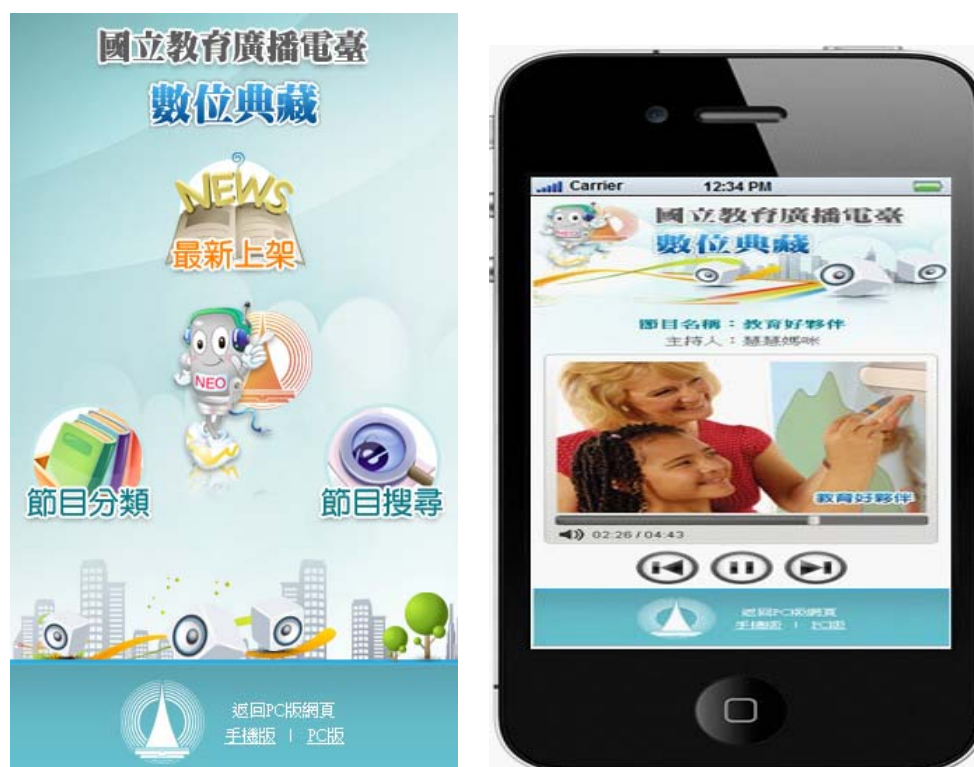 國立教育廣播電臺
數位典藏
NEWS
最新上架
NEO
節目分類
節目搜尋
返回PC版網頁
手機版 | PC版
Carrier 12:34 PM
國立教育廣播電臺
數位典藏
節目名稱：教育好夥伴
主持人：慧慧媽咪
教育好夥伴
02:26 / 04:43
返回PC版網頁
手機版 | PC版